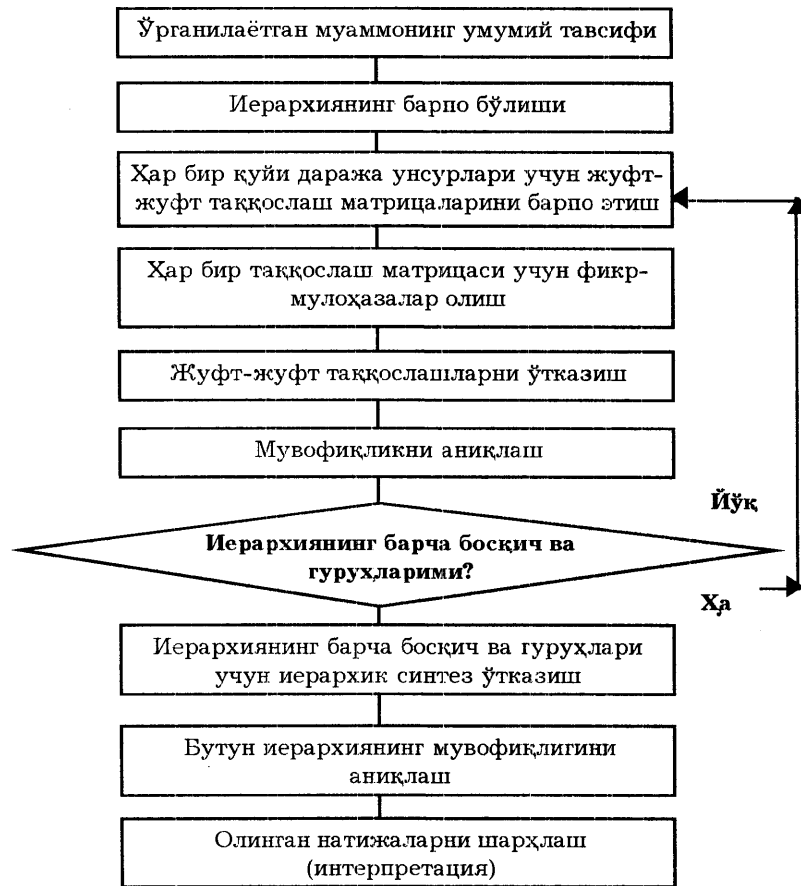 Ўрганилаётган муаммонинг умумий тавсифи
Иерархиянинг барпо бўлиши
Ҳар бир қуйи даража унсурлари учун жуфт-
жуфт таққослаш матрицаларини барпо этиш
Ҳар бир таққослаш матрицаси учун фикр-
мулоҳазалар олиш
Жуфт-жуфт таққослашларни ўтказиш
Мувофиқликни аниқлаш
Йўқ
Иерархиянинг барча босқич ва
гуруҳларими?
Ҳа
Иерархиянинг барча босқич ва гуруҳлари
учун иерархик синтез ўтказиш
Бутун иерархиянинг мувофиқлигини
аниқлаш
Олинган натижаларни шарҳлаш
(интерпретация)